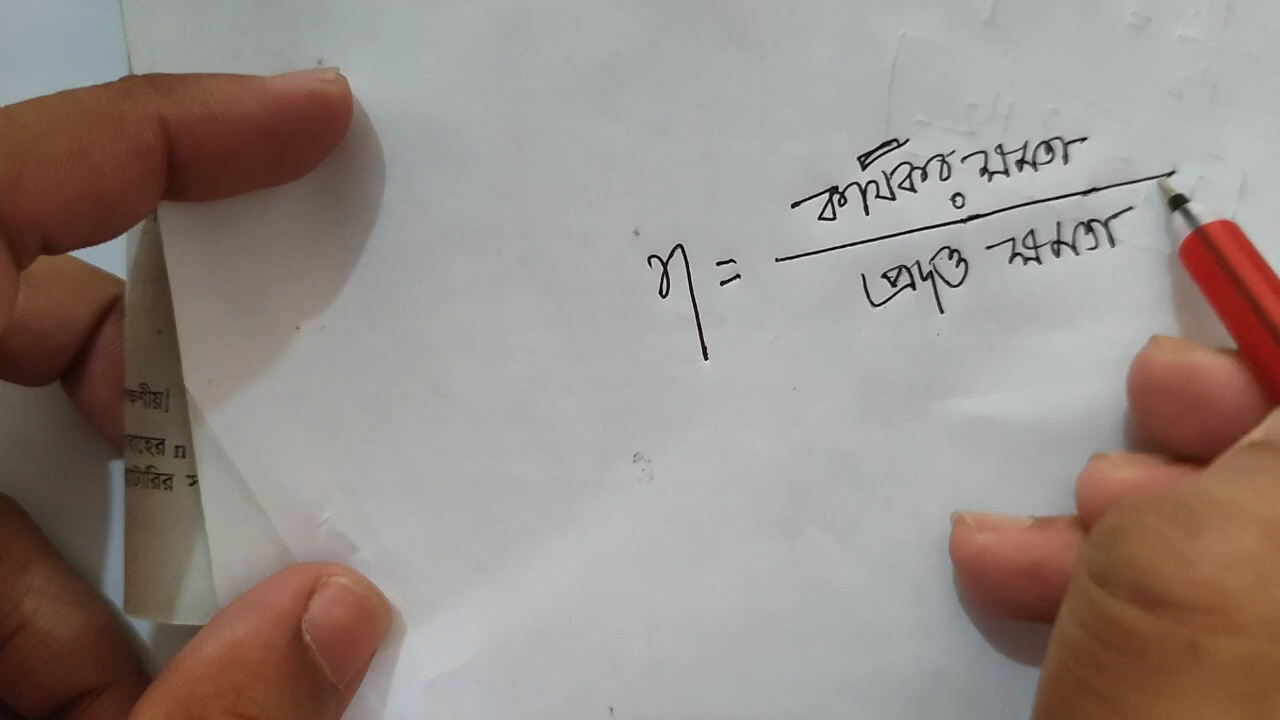 η = কার্যকর ক্ষমতা
প্রদত্ত ক্ষমতা
n